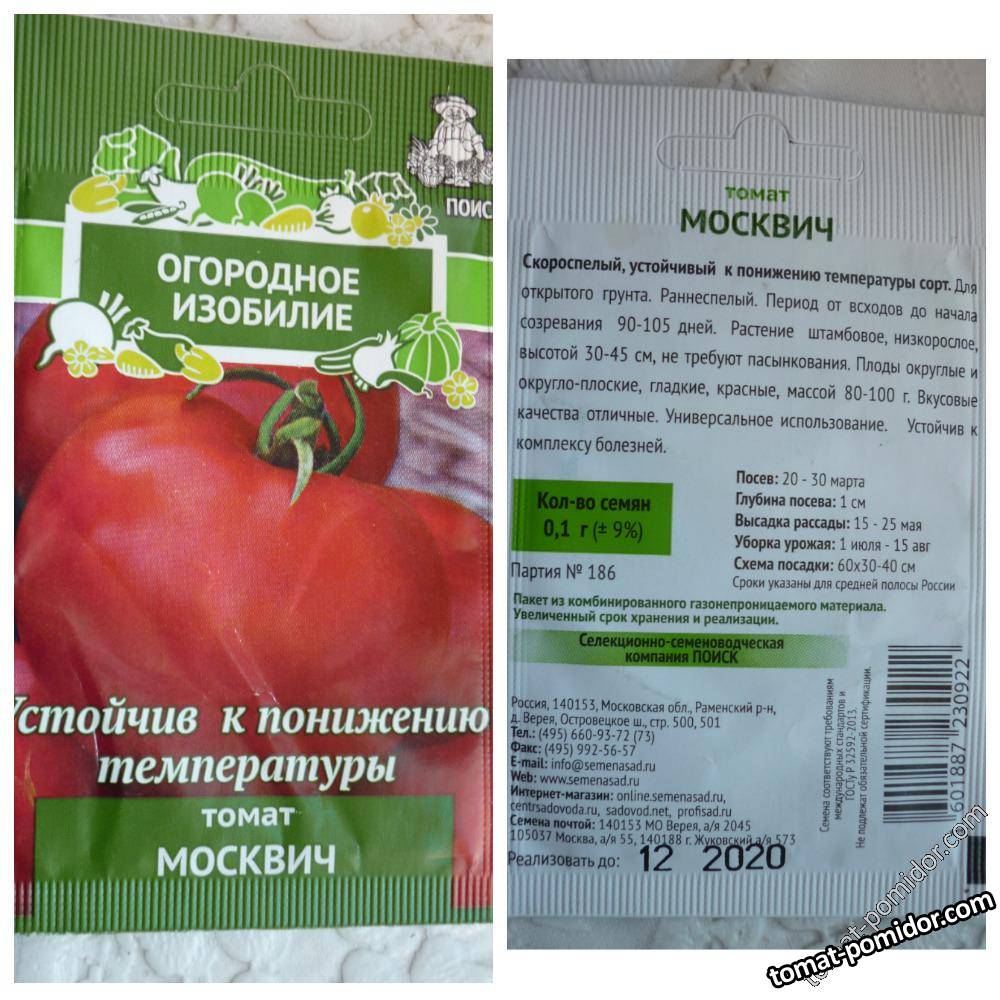 ПОИС
ОГОРОДНОЕ
ИЗОБИЛИЕ
Устойчив к понижению
температуры
томат
МОСКВИЧ
томат
МОСКВИЧ
Скороспелый, устойчивый к понижению температуры сорт. Для
открытого грунта. Раннеспелый. Период от всходов до начала
созревания 90-105 дней. Растение штамбовое, низкорослое,
высотой 30-45 см, не требуют пасынкования. Плоды округлые и
округло-плоские, гладкие, красные, массой 80-100 г. Вкусовые
качества отличные. Универсальное использование. Устойчив к
комплексу болезней.
Кол-во семян
0,1 г (± 9%)
Партия № 186
Посев: 20 - 30 марта
Глубина посева: 1 см
Высадка рассады: 15 - 25 мая
Уборка урожая: 1 июля - 15 авг
Схема посадки: 60х30-40 см
Сроки указаны для средней полосы России
Пакет из комбинированного газонепроницаемого материала.
Увеличенный срок хранения и реализации.
Селекционно-семеноводческая
компания ПОИСК
Россия, 140153, Московская обл., Раменский р-н,
д. Верея, Островецкое ш., стр. 500, 501
Тел.: (495) 660-93-72 (73)
Факс: (495) 992-56-57
E-mail: info@semenasad.ru
Web: www.semenasad.ru
Интернет-магазин: online.semenasad.ru,
centrsadovoda.ru, sadovod.net, profisad.ru
Семена почтой: 140153 МО Верея, а/я 2045
105037 Москва, а/я 55, 140188 г. Жуковский а/я 573
Реализовать до: 12 2020
Семена соответствуют требованиям
международных стандартов и
ГОСТу Р 32592-2013.
Не подлежат обязательной сертификации.
4601887 230922
tomat-pomidor.com
tomat-pomidor.com